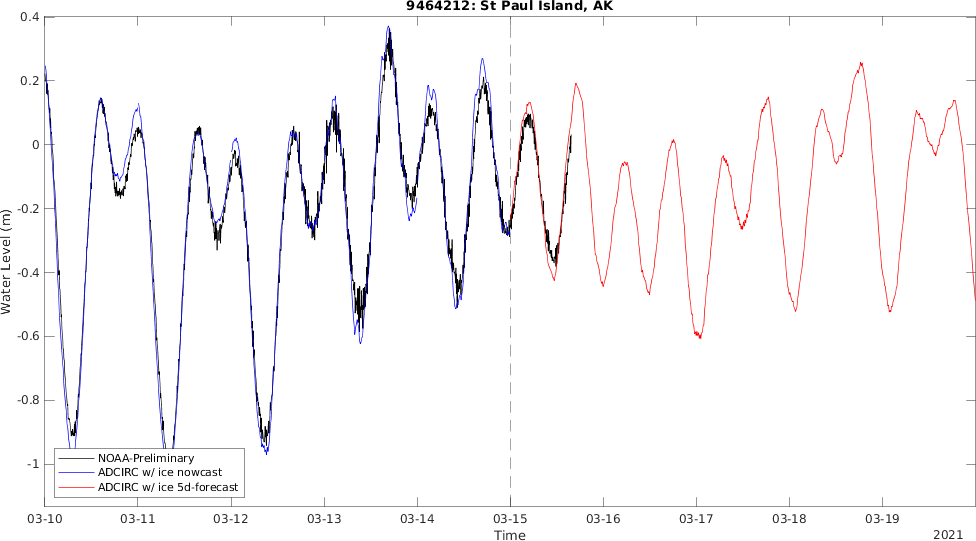 9464212: St Paul Island, AK
0.4
0.2
0
-0.2
-0.4
-0.6
-0.8
-1
Water Level (m)
NOAA-Preliminary
ADCIRC w/ ice nowcast
ADCIRC w/ ice 5d-forecast
03-10 03-11 03-12 03-13 03-14 03-15 03-16 03-17 03-18 03-19
Time
2021